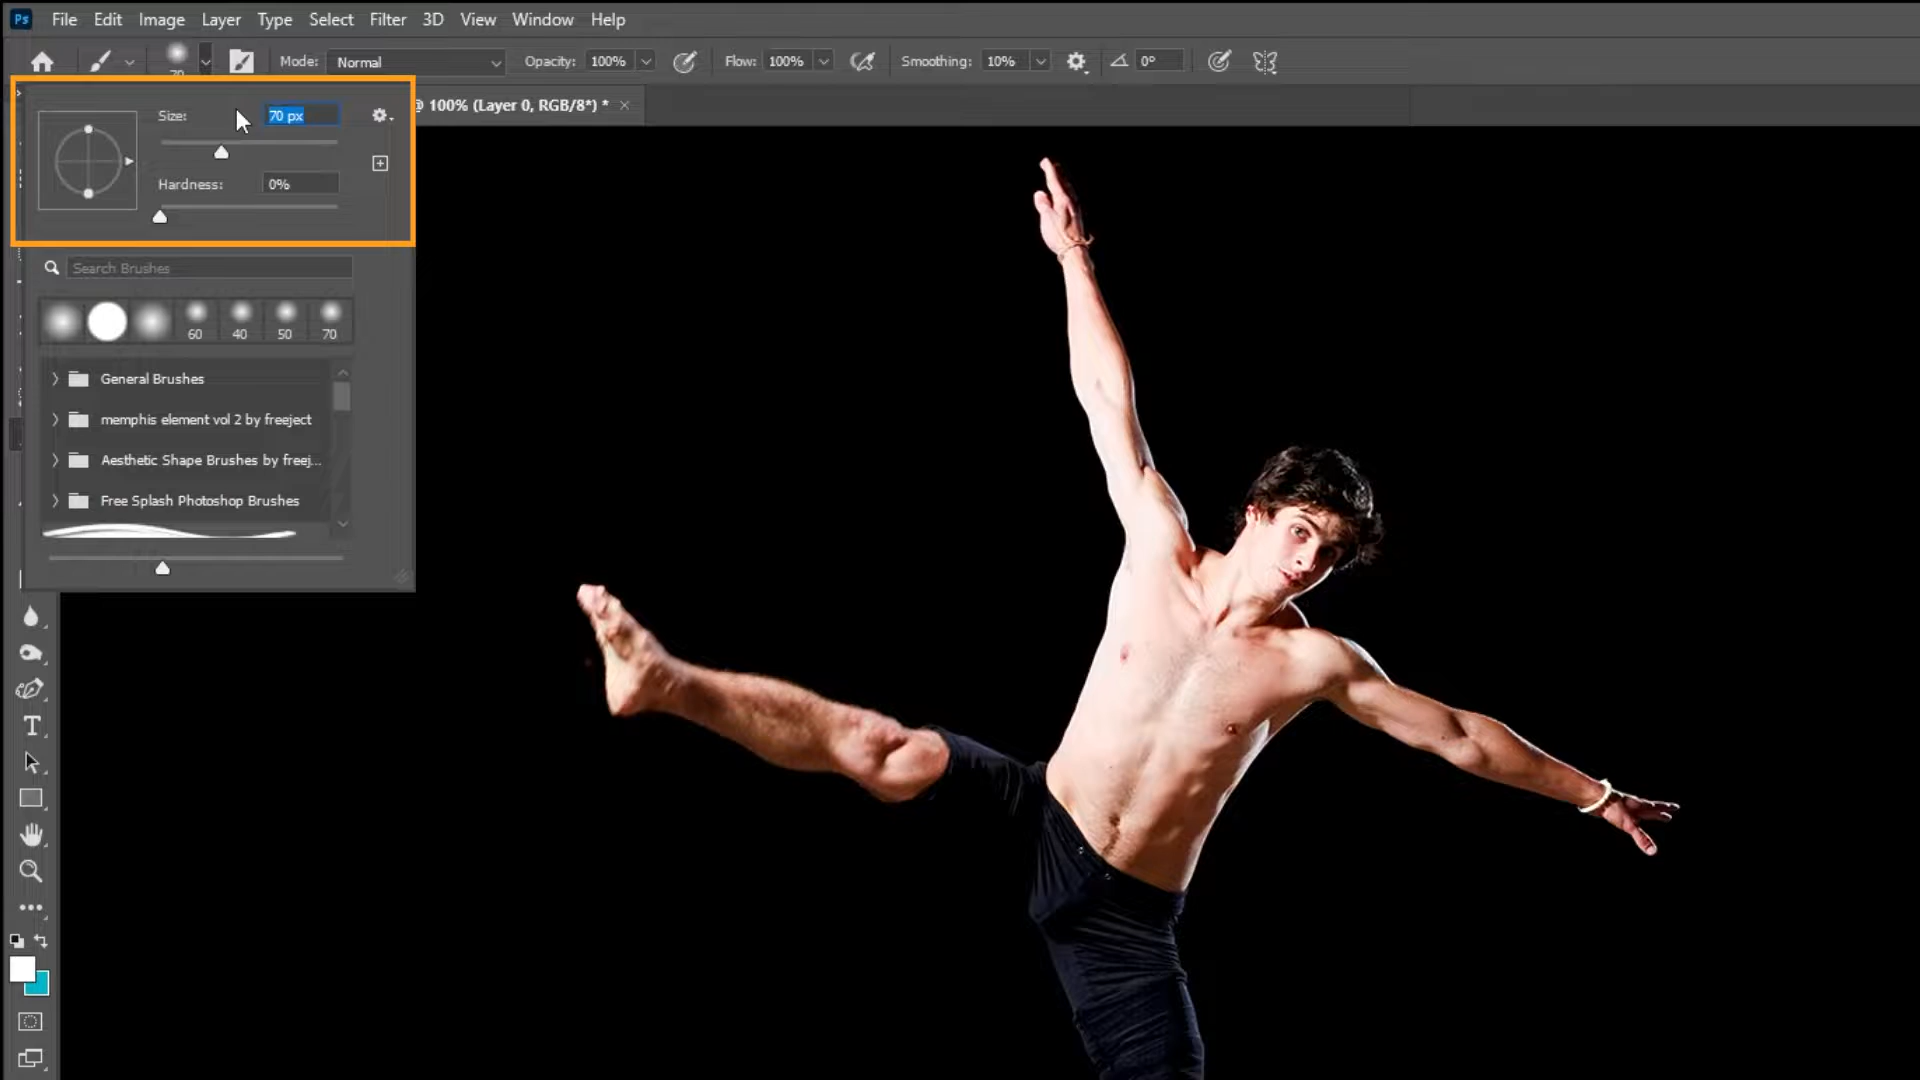 Ps File Edit Image Layer Type Select Filter 3D View Window Help
Mode: Normal Opacity: 100% Flow: 100% Smoothing: 10% 0°
@ 100% (Layer 0, RGB/8*) *
Size: 70 px
Hardness: 0%
Search Brushes
60 40 50 70
General Brushes
memphis element vol 2 by freeject
Aesthetic Shape Brushes by freej...
Free Splash Photoshop Brushes
T